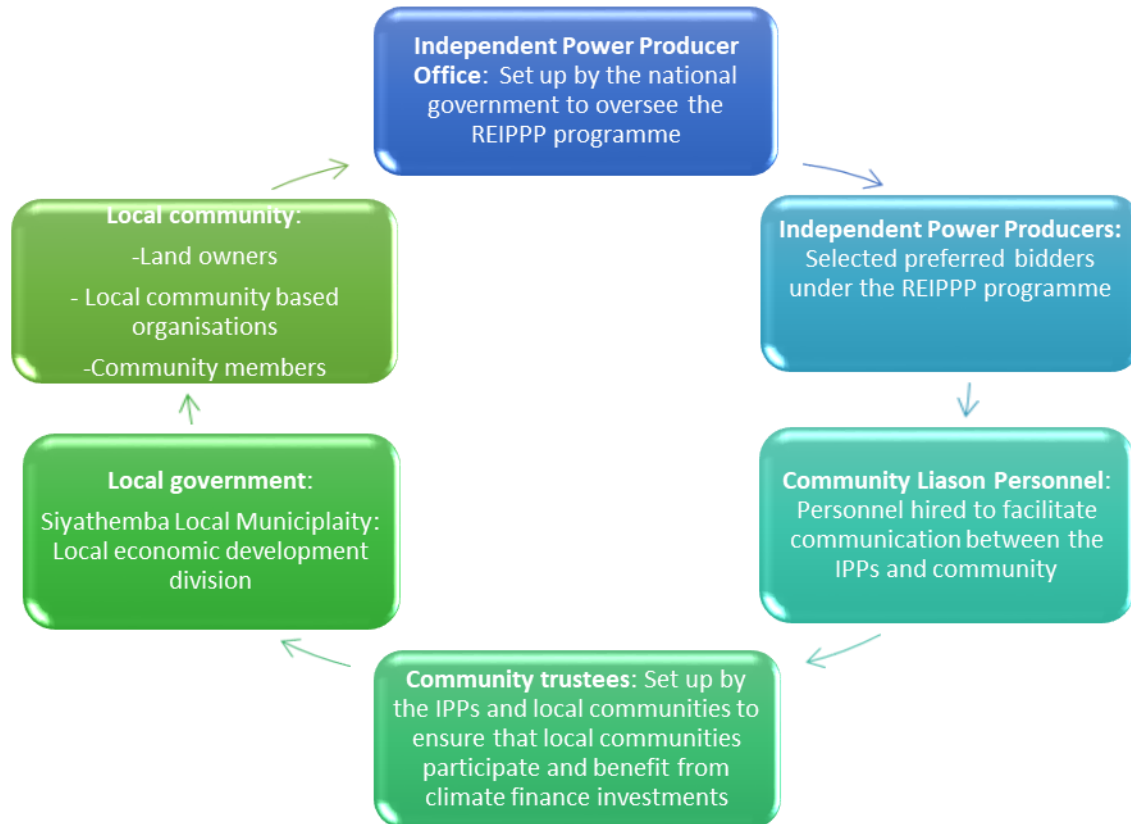 Independent Power Producer
Office: Set up by the national
government to oversee the
REIPPP programme
Independent Power Producers:
Selected preferred bidders
under the REIPPP programme
Community Liason Personnel:
Personnel hired to facilitate
communication between the
IPPs and community
Community trustees: Set up by
the IPPs and local communities to
ensure that local communities
participate and benefit from
climate finance investments
Local government:
Siyathemba Local Municiplaity:
Local economic development
division
Local community:
-Land owners
- Local community based
organisations
-Community members